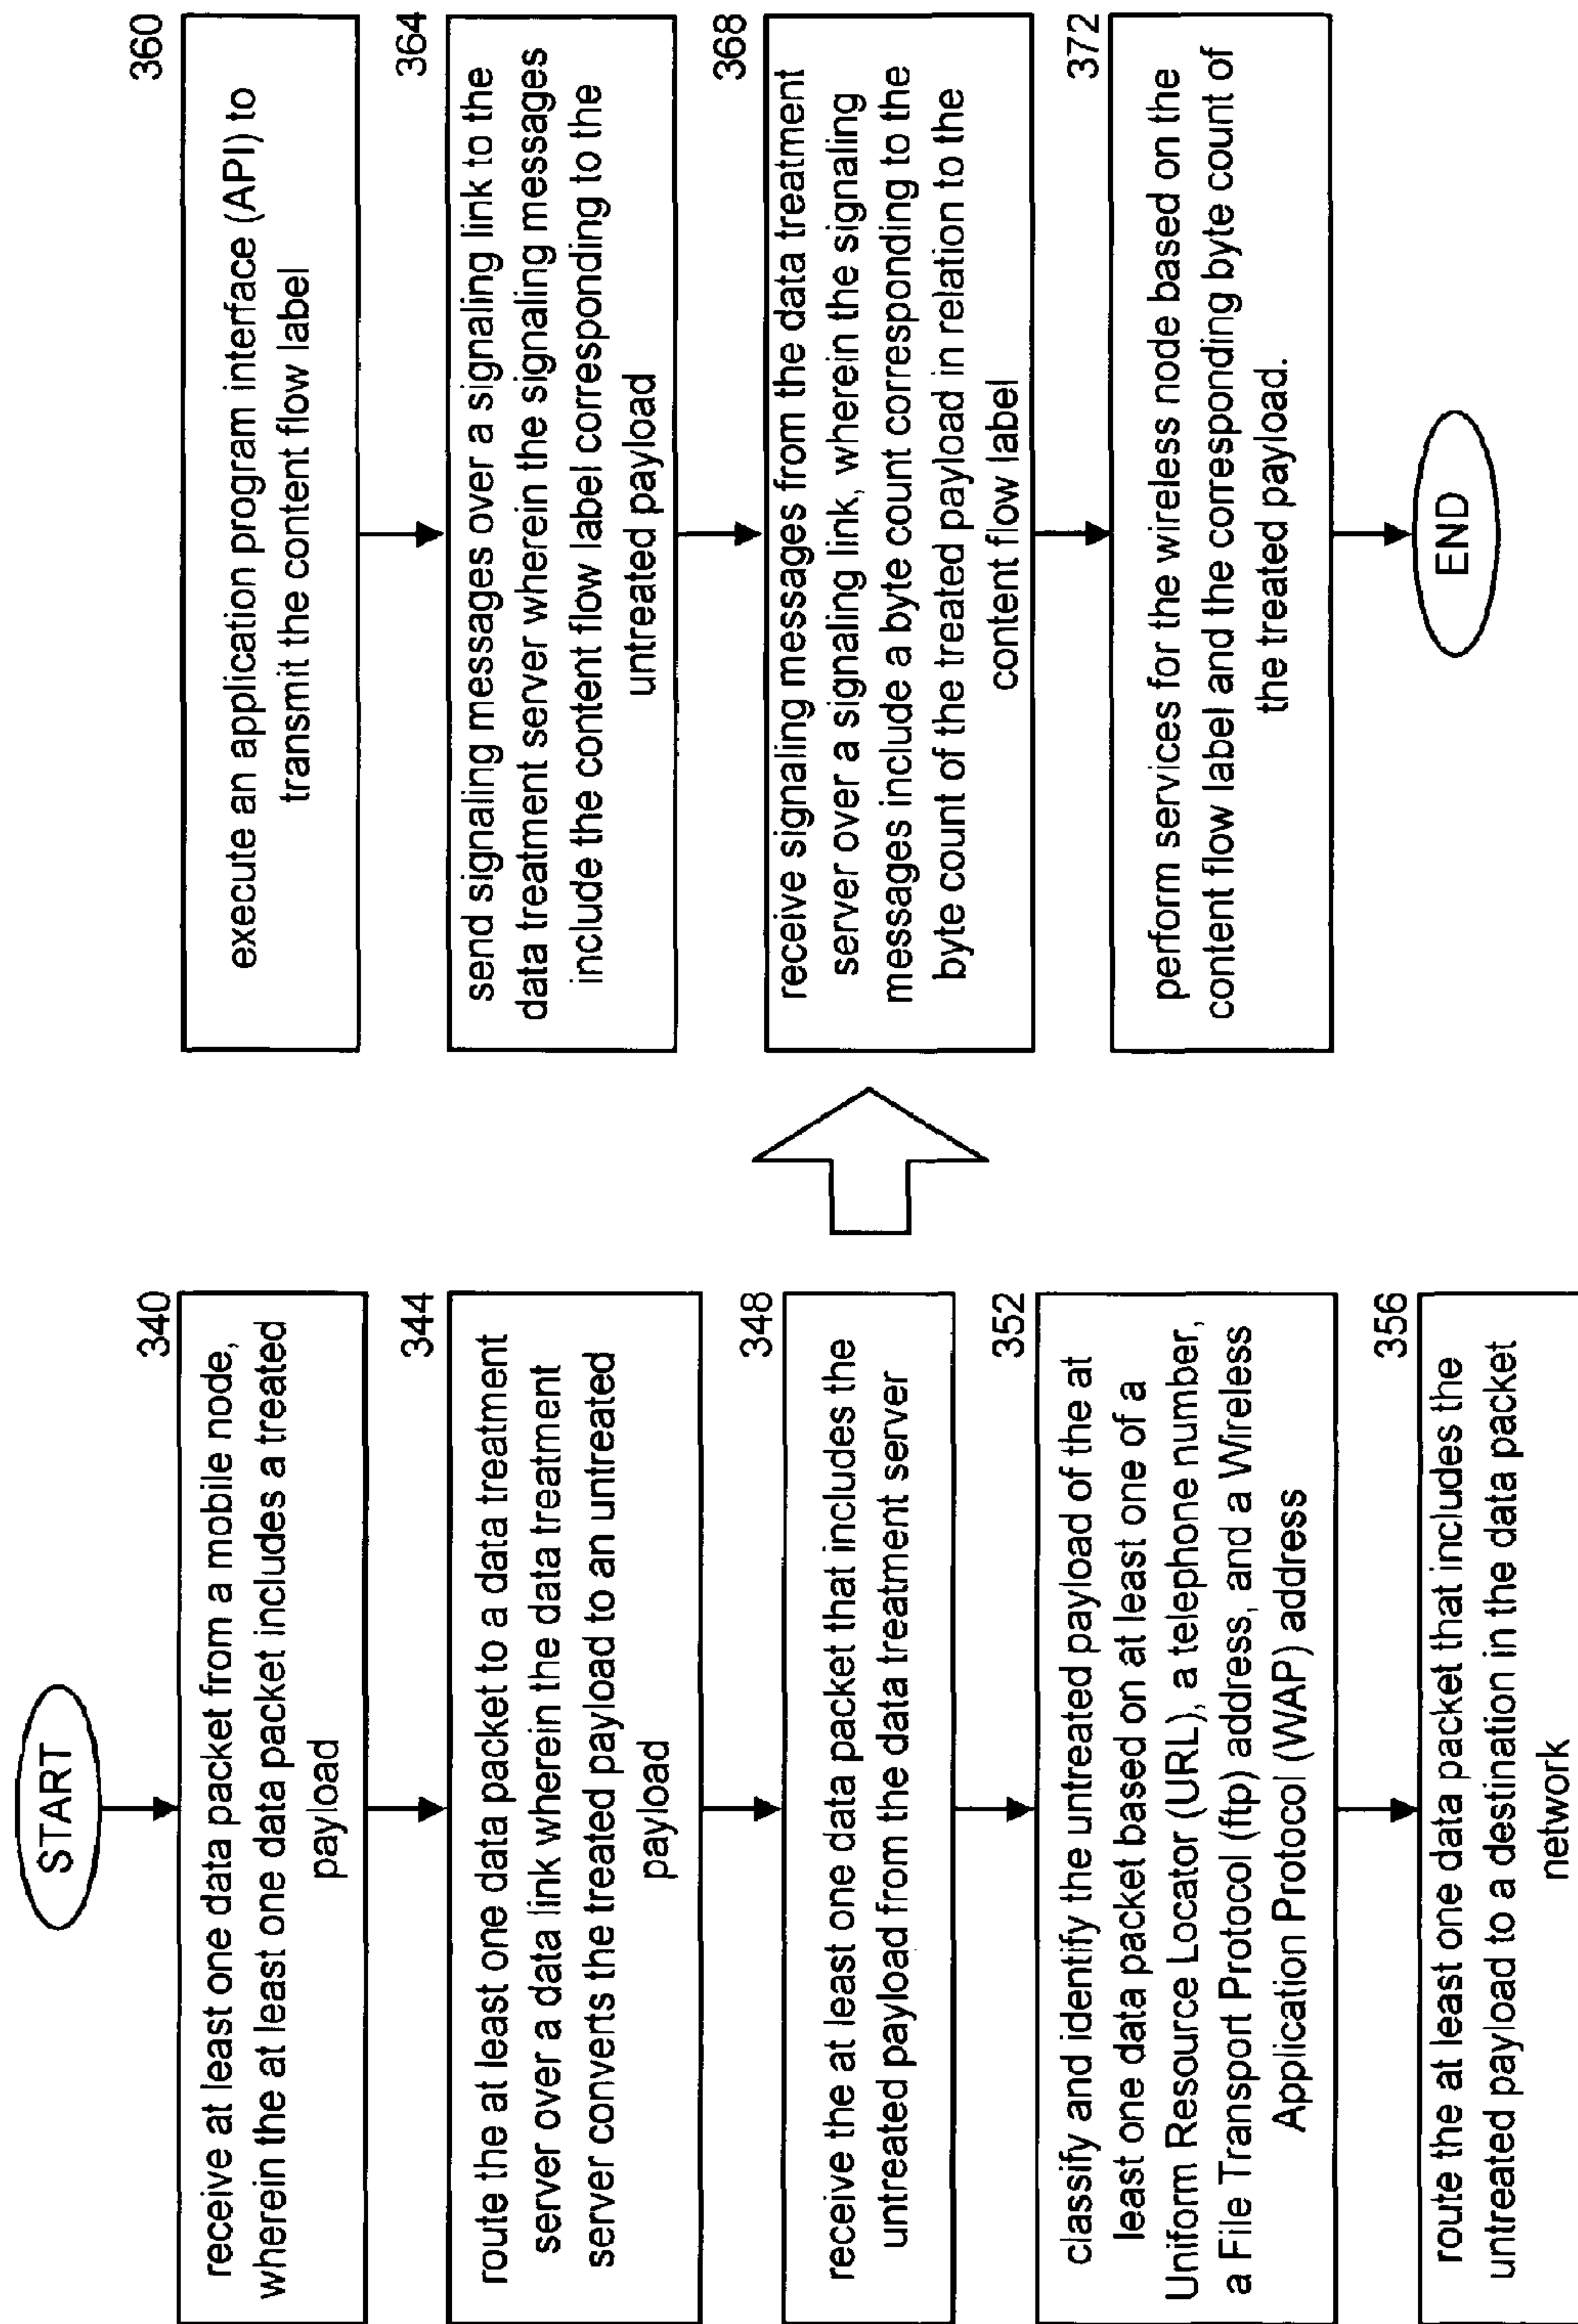 START
340
receive at least one data packet from a mobile node,
wherein the at least one data packet includes a treated
payload
344
route the at least one data packet to a data treatment
server over a data link wherein the data treatment
server converts the treated payload to an untreated
payload
348
receive the at least one data packet that includes the
untreated payload from the data treatment server
352
classify and identify the untreated payload of the at
least one data packet based on at least one of a
Uniform Resource Locator (URL), a telephone number,
a File Transport Protocol (ftp) address, and a Wireless
Application Protocol (WAP) address
356
route the at least one data packet that includes the
untreated payload to a destination in the data packet
network
360
execute an application program interface (API) to
transmit the content flow label
364
send signaling messages over a signaling link to the
data treatment server wherein the signaling messages
include the content flow label corresponding to the
untreated payload
368
receive signaling messages from the data treatment
server over a signaling link, wherein the signaling
messages include a byte count corresponding to the
byte count of the treated payload in relation to the
content flow label
372
perform services for the wireless node based on the
content flow label and the corresponding byte count of
the treated payload.
END